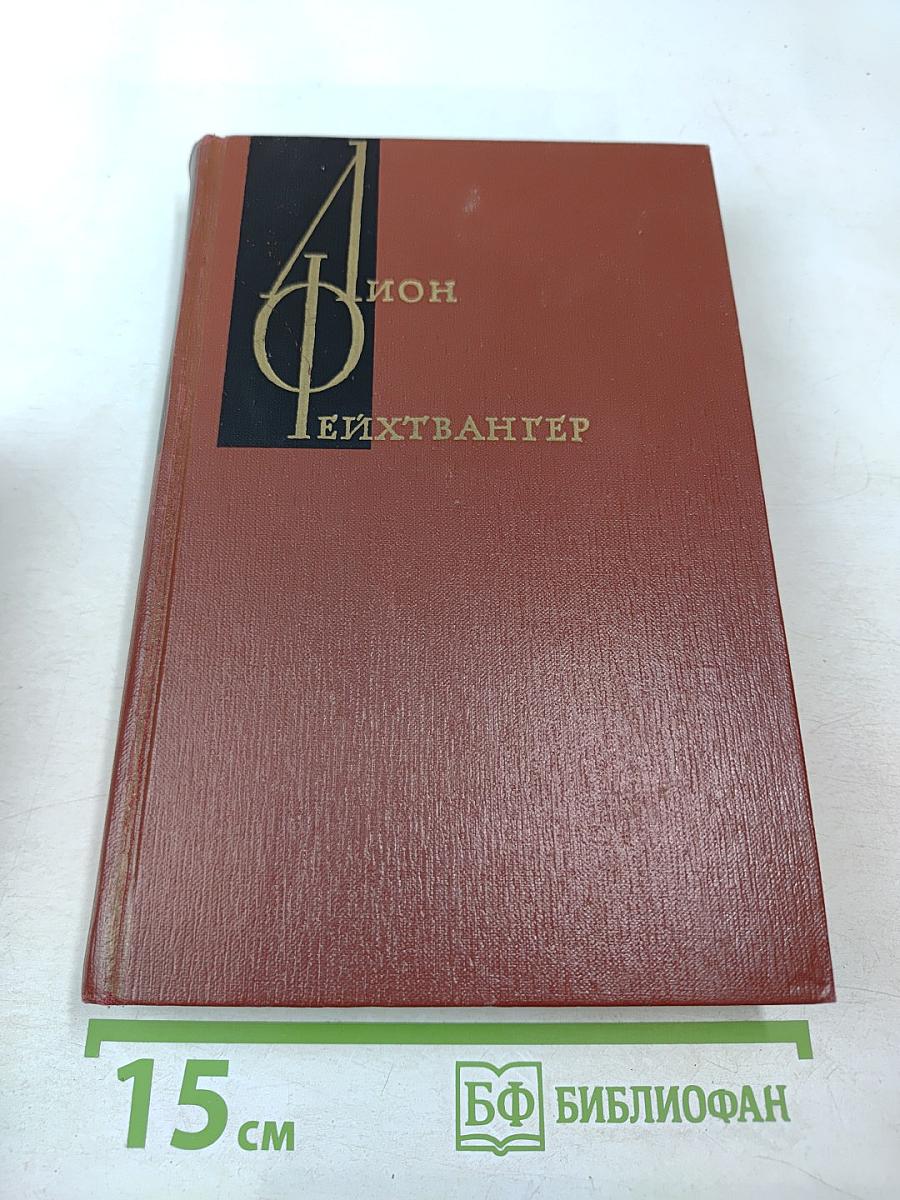 Лион
Фейхтвангер
15 см
БФ БИБЛИОФАН